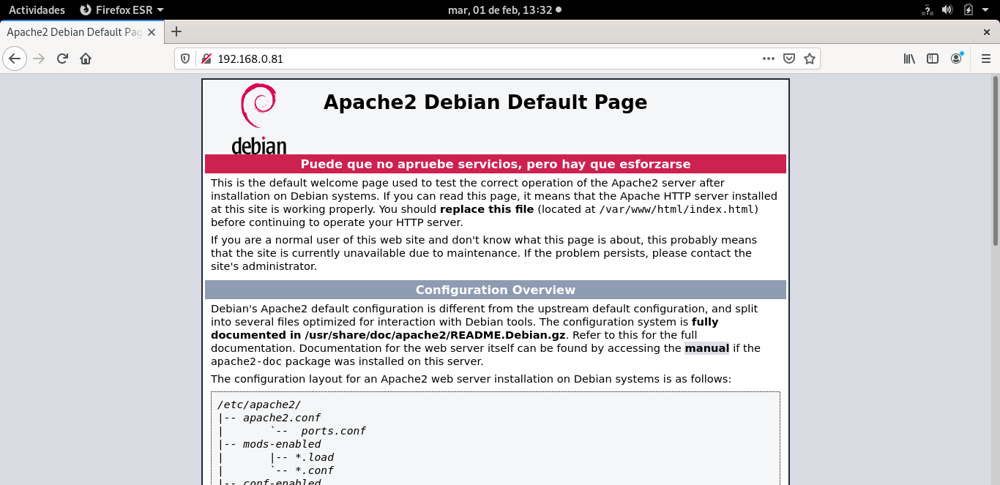 Actividades Firefox ESR mar, 01 de feb, 13:32
Apache2 Debian Default Pag
192.168.0.81
debian
Apache2 Debian Default Page
Puede que no apruebe servicios, pero hay que esforzarse
This is the default welcome page used to test the correct operation of the Apache2 server after
installation on Debian systems. If you can read this page, it means that the Apache HTTP server installed
at this site is working properly. You should replace this file (located at /var/www/html/index.html)
before continuing to operate your HTTP server.
If you are a normal user of this web site and don't know what this page is about, this probably means
that the site is currently unavailable due to maintenance. If the problem persists, please contact the
site's administrator.
Configuration Overview
Debian's Apache2 default configuration is different from the upstream default configuration, and split
into several files optimized for interaction with Debian tools. The configuration system is fully
documented in /usr/share/doc/apache2/README.Debian.gz. Refer to this for the full
documentation. Documentation for the web server itself can be found by accessing the manual if the
apache2-doc package was installed on this server.
The configuration layout for an Apache2 web server installation on Debian systems is as follows:
/etc/apache2/
|-- apache2.conf
|       `--  ports.conf
|-- mods-enabled
|       |-- *.load
|       `-- *.conf
|-- conf-enabled